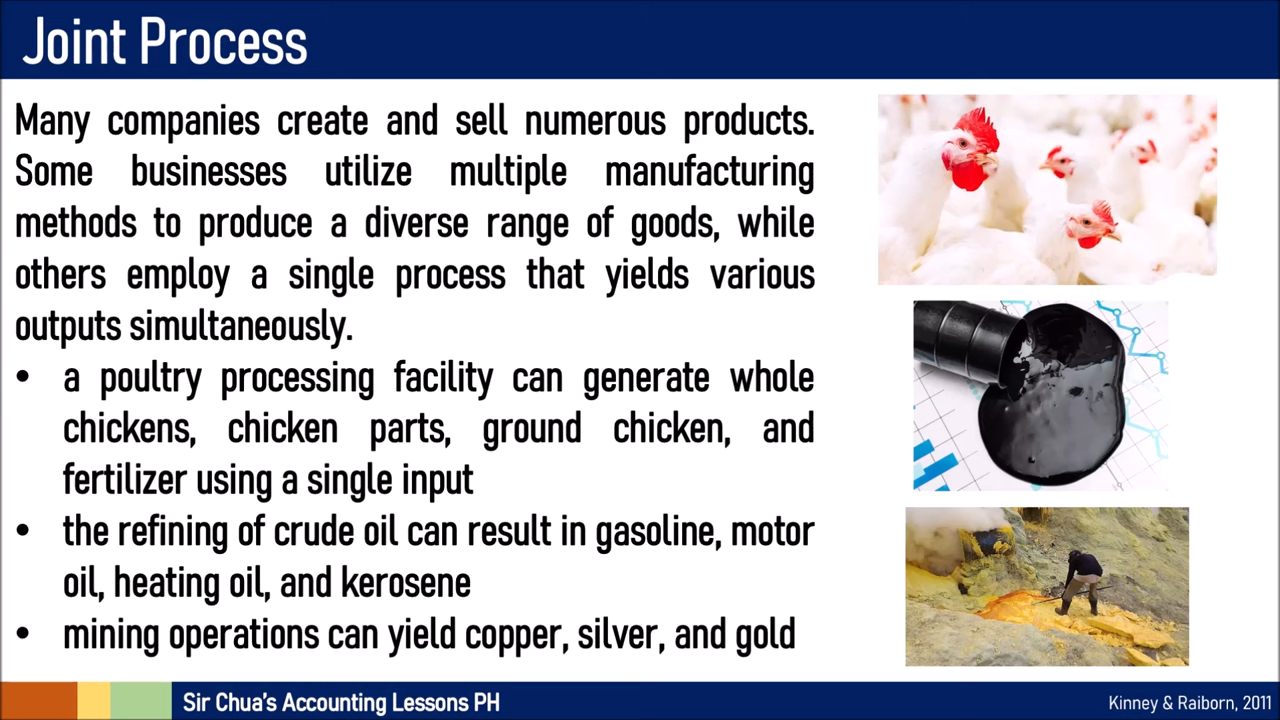 Joint Process
Many companies create and sell numerous products.
Some businesses utilize multiple manufacturing
methods to produce a diverse range of goods, while
others employ a single process that yields various
outputs simultaneously.
• a poultry processing facility can generate whole
chickens, chicken parts, ground chicken, and
fertilizer using a single input
• the refining of crude oil can result in gasoline, motor
oil, heating oil, and kerosene
• mining operations can yield copper, silver, and gold
Sir Chua's Accounting Lessons PH
Kinney & Raiborn, 2011